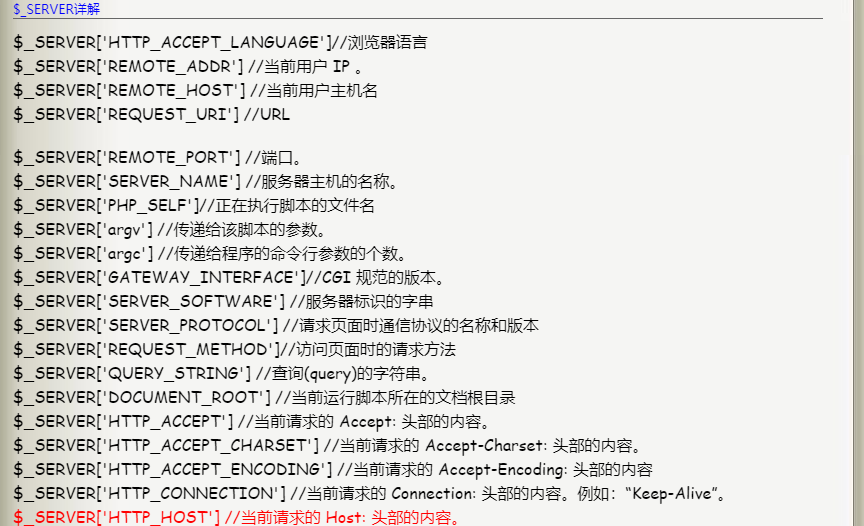 $_SERVER详解
$_SERVER['HTTP_ACCEPT_LANGUAGE']//浏览器语言
$_SERVER['REMOTE_ADDR'] //当前用户 IP 。
$_SERVER['REMOTE_HOST'] //当前用户主机名
$_SERVER['REQUEST_URI'] //URL
$_SERVER['REMOTE_PORT'] //端口。
$_SERVER['SERVER_NAME'] //服务器主机的名称。
$_SERVER['PHP_SELF']//正在执行脚本的文件名
$_SERVER['argv'] //传递给该脚本的参数。
$_SERVER['argc'] //传递给程序的命令行参数的个数。
$_SERVER['GATEWAY_INTERFACE']//CGI 规范的版本。
$_SERVER['SERVER_SOFTWARE'] //服务器标识的字串
$_SERVER['SERVER_PROTOCOL'] //请求页面时通信协议的名称和版本
$_SERVER['REQUEST_METHOD']//访问页面时的请求方法
$_SERVER['QUERY_STRING'] //查询(query)的字符串。
$_SERVER['DOCUMENT_ROOT'] //当前运行脚本所在的文档根目录
$_SERVER['HTTP_ACCEPT'] //当前请求的 Accept: 头部的内容。
$_SERVER['HTTP_ACCEPT_CHARSET'] //当前请求的 Accept-Charset: 头部的内容。
$_SERVER['HTTP_ACCEPT_ENCODING'] //当前请求的 Accept-Encoding: 头部的内容
$_SERVER['HTTP_CONNECTION'] //当前请求的 Connection: 头部的内容。例如：“Keep-Alive”。
$_SERVER['HTTP_HOST'] //当前请求的 Host: 头部的内容。